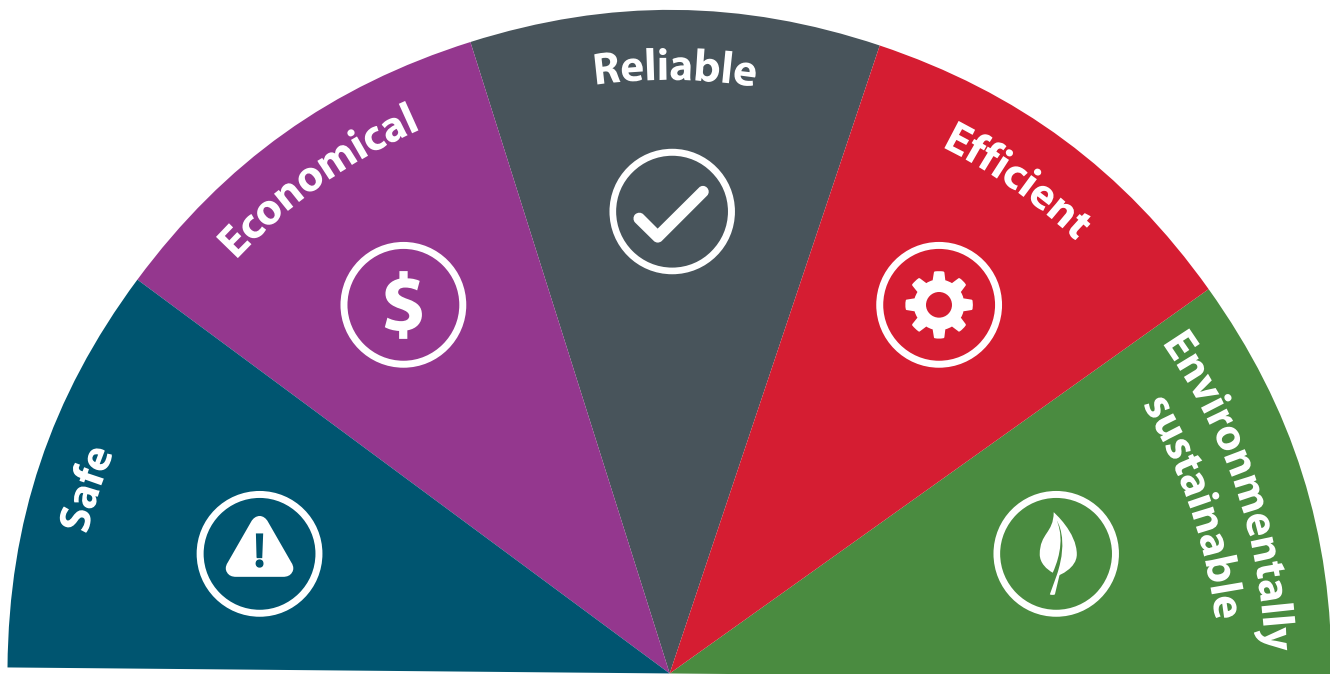 Safe
Economical
$
Reliable
Efficient
Environmentally
sustainable
!